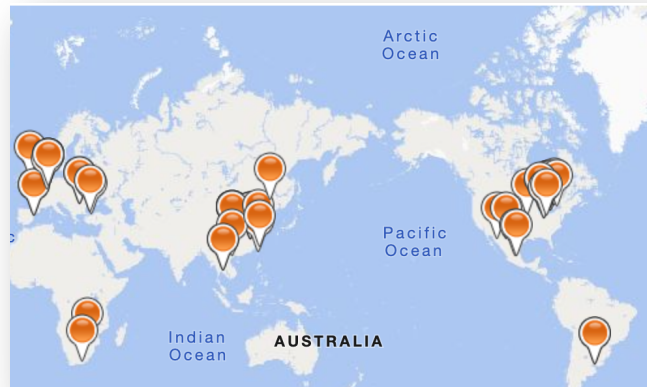 Arctic
Ocean
c
Pacific
Ocean
Indian
Ocean
AUSTRALIA